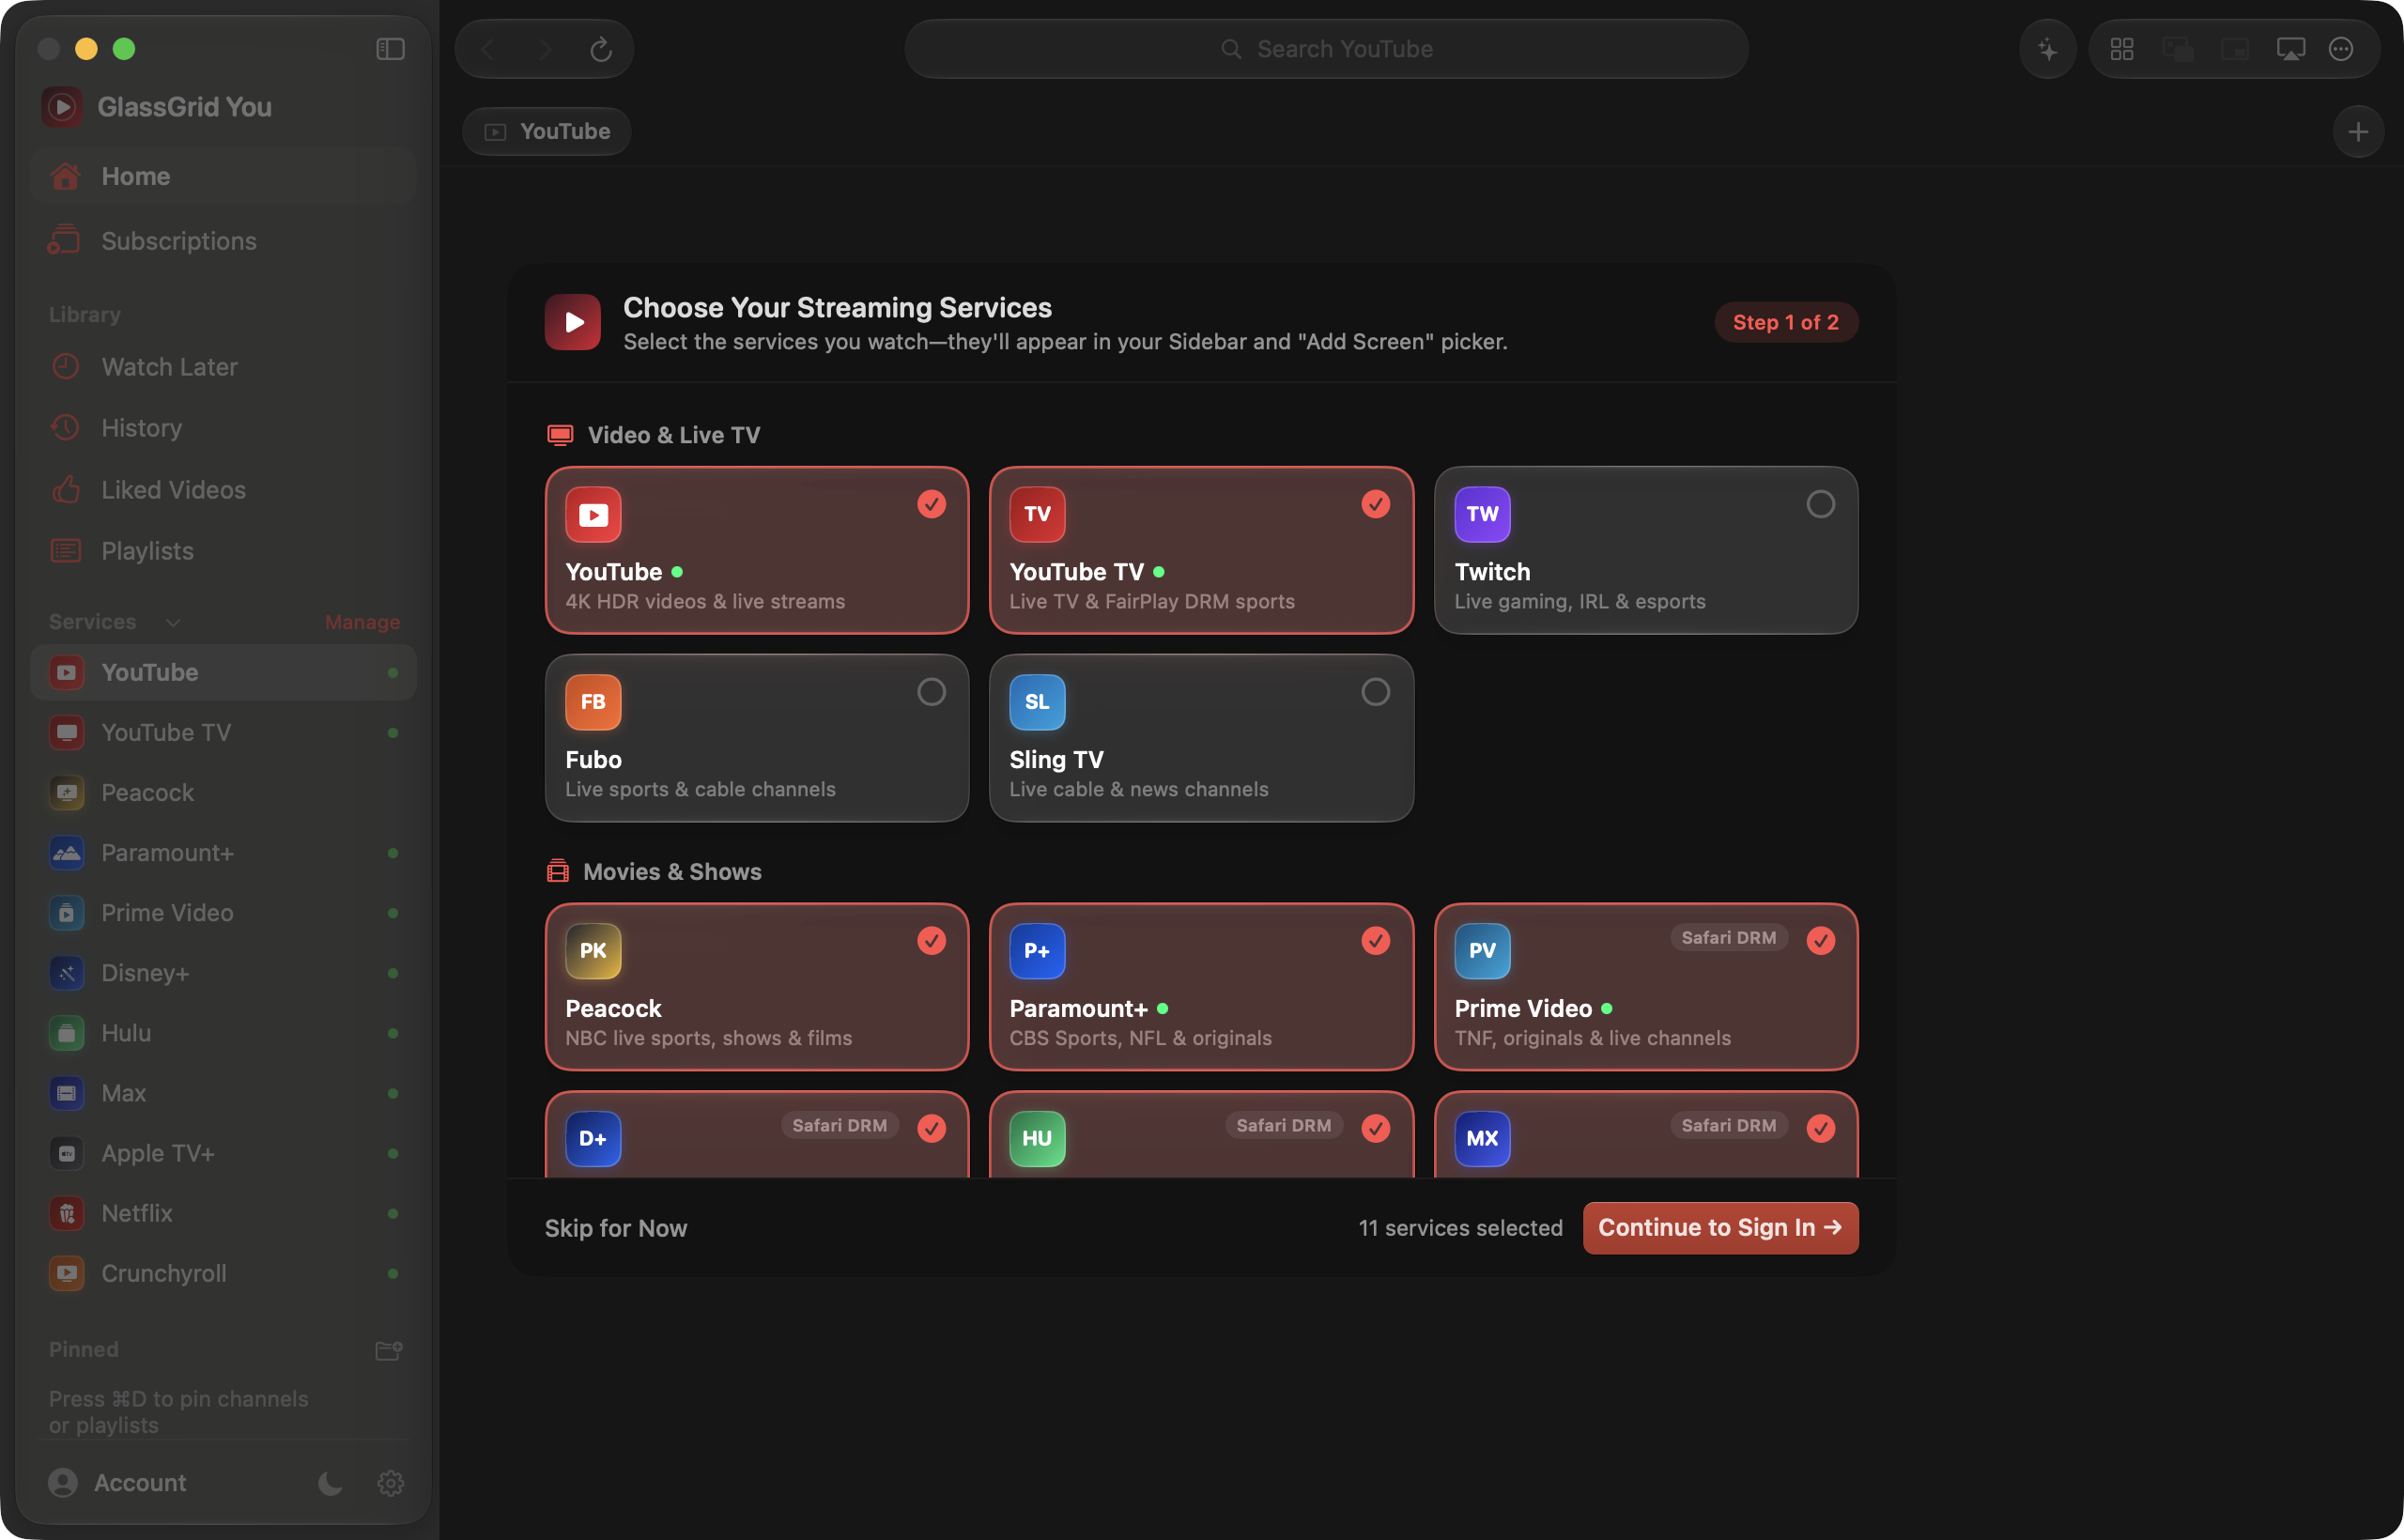 GlassGrid You
Home
Subscriptions
Library
Watch Later
History
Liked Videos
Playlists
Services
Manage
YouTube
YouTube TV
Peacock
Paramount+
Prime Video
Disney+
Hulu
Max
Apple TV+
Netflix
Crunchyroll
Pinned
Press ⌘D to pin channels
or playlists
Account
Search YouTube
YouTube
Choose Your Streaming Services
Select the services you watch—they'll appear in your Sidebar and "Add Screen" picker.
Step 1 of 2
Video & Live TV
YouTube
4K HDR videos & live streams
TV
YouTube TV
Live TV & FairPlay DRM sports
TW
Twitch
Live gaming, IRL & esports
FB
Fubo
Live sports & cable channels
SL
Sling TV
Live cable & news channels
Movies & Shows
PK
Peacock
NBC live sports, shows & films
P+
Paramount+
CBS Sports, NFL & originals
PV
Safari DRM
Prime Video
TNF, originals & live channels
D+
Safari DRM
HU
Safari DRM
MX
Safari DRM
Skip for Now
11 services selected
Continue to Sign In →